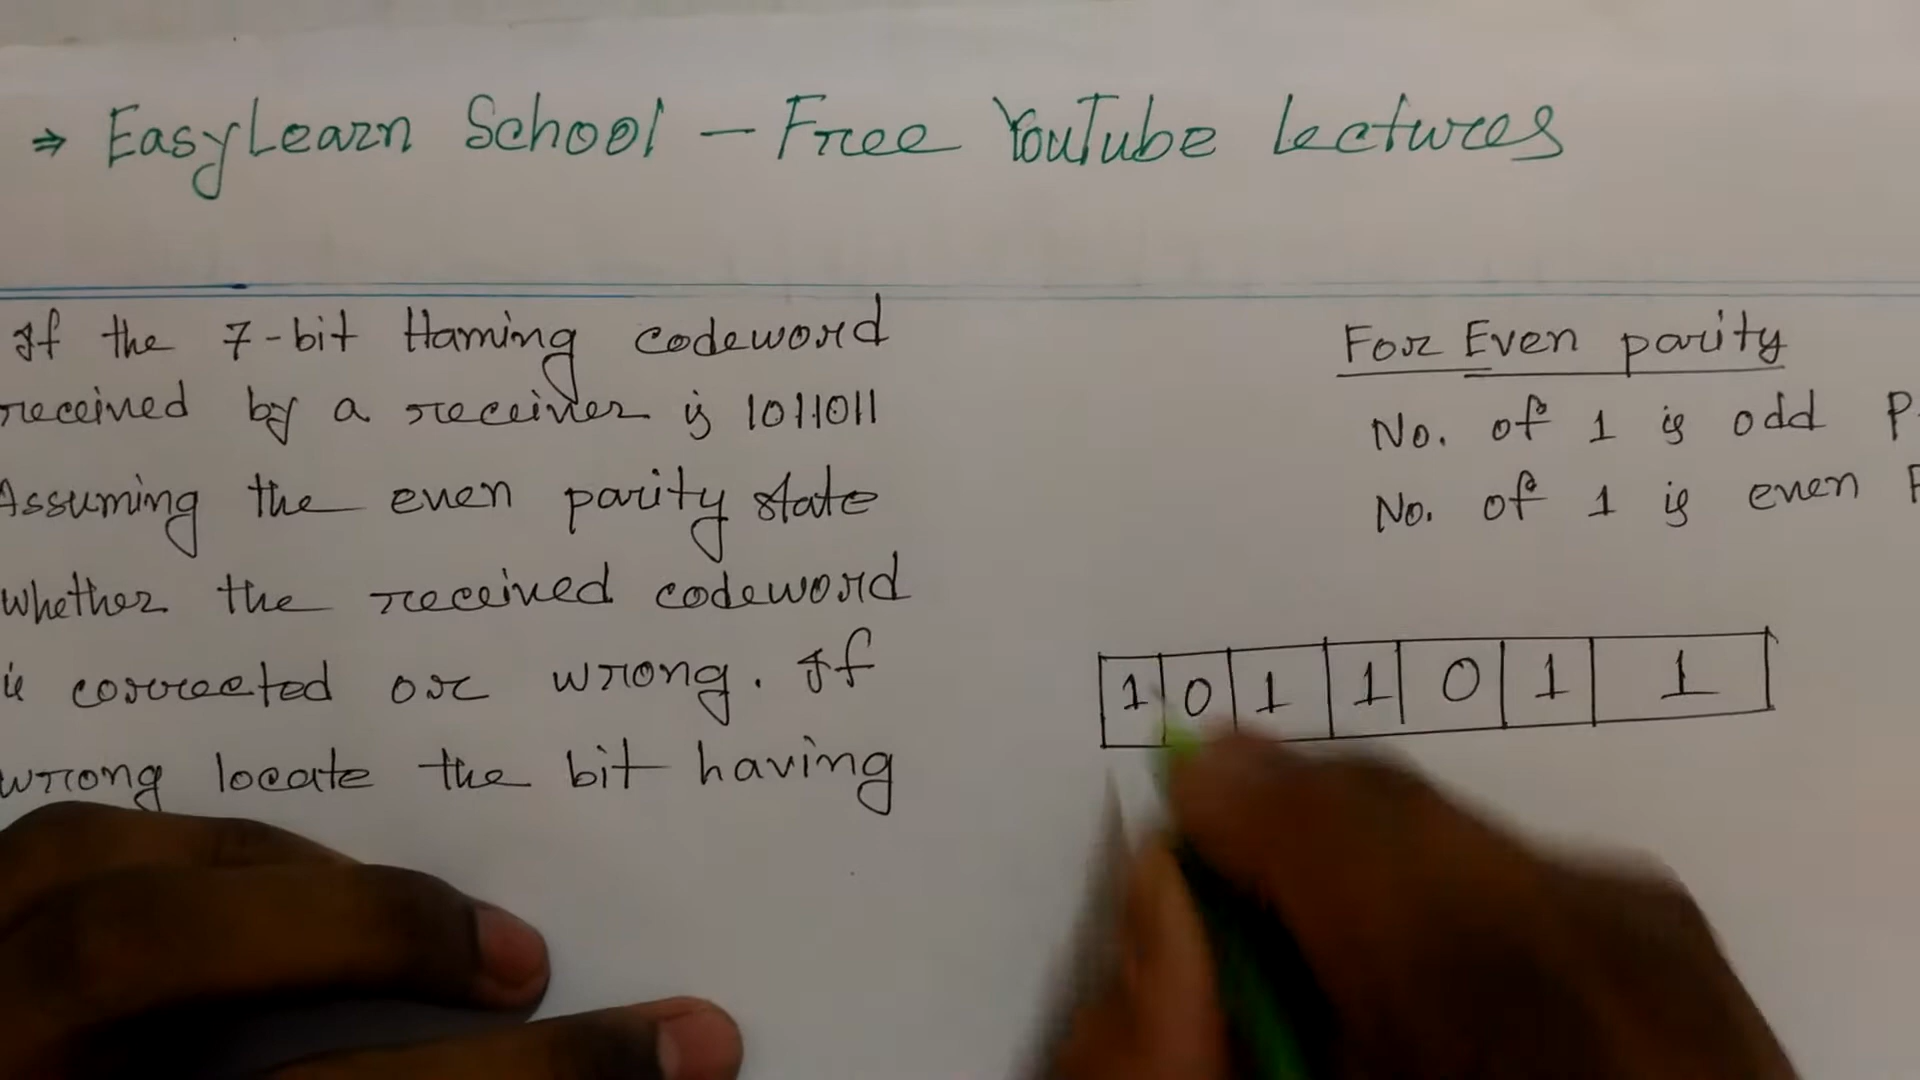 ⇒ EasyLearn School - Free YouTube Lectures
If the 7-bit Haming codeword
received by a receiver is 1011011
Assuming the even parity state
whether the received codeword
is corrected or wrong. If
wrong locate the bit having
For Even parity
No. of 1 is odd P
No. of 1 is even P
1 0 1 1 0 1 1